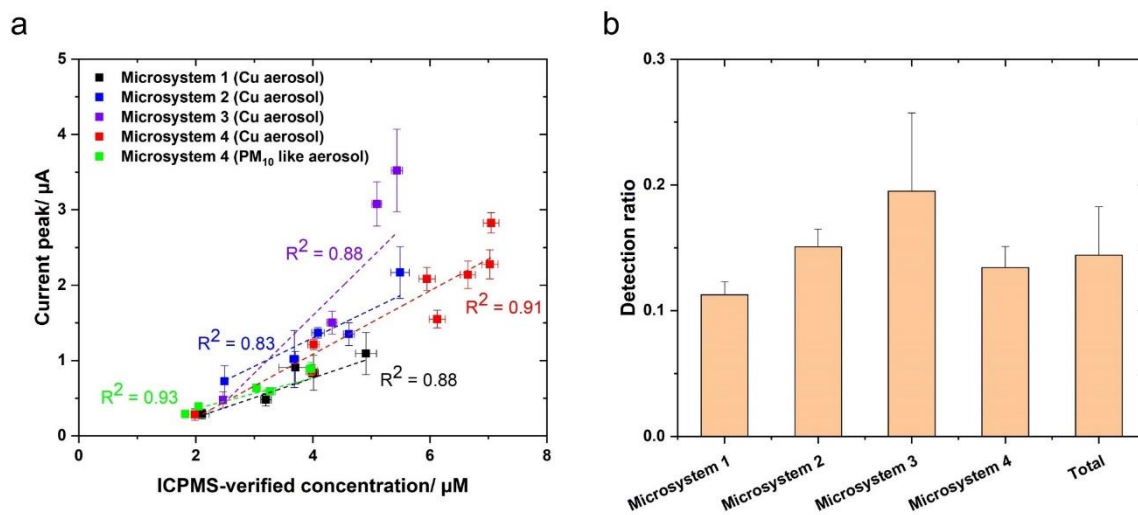 a
5
4
3
2
1
0
Current peak/ μA
Microsystem 1 (Cu aerosol)
Microsystem 2 (Cu aerosol)
Microsystem 3 (Cu aerosol)
Microsystem 4 (Cu aerosol)
Microsystem 4 (PM10 like aerosol)
R2 = 0.88
R2 = 0.91
R2 = 0.83
R2 = 0.88
R2 = 0.93
0 2 4 6 8
ICPMS-verified concentration/ μM
b
0.3
0.2
0.1
0.0
Detection ratio
Microsystem 1
Microsystem 2
Microsystem 3
Microsystem 4
Total